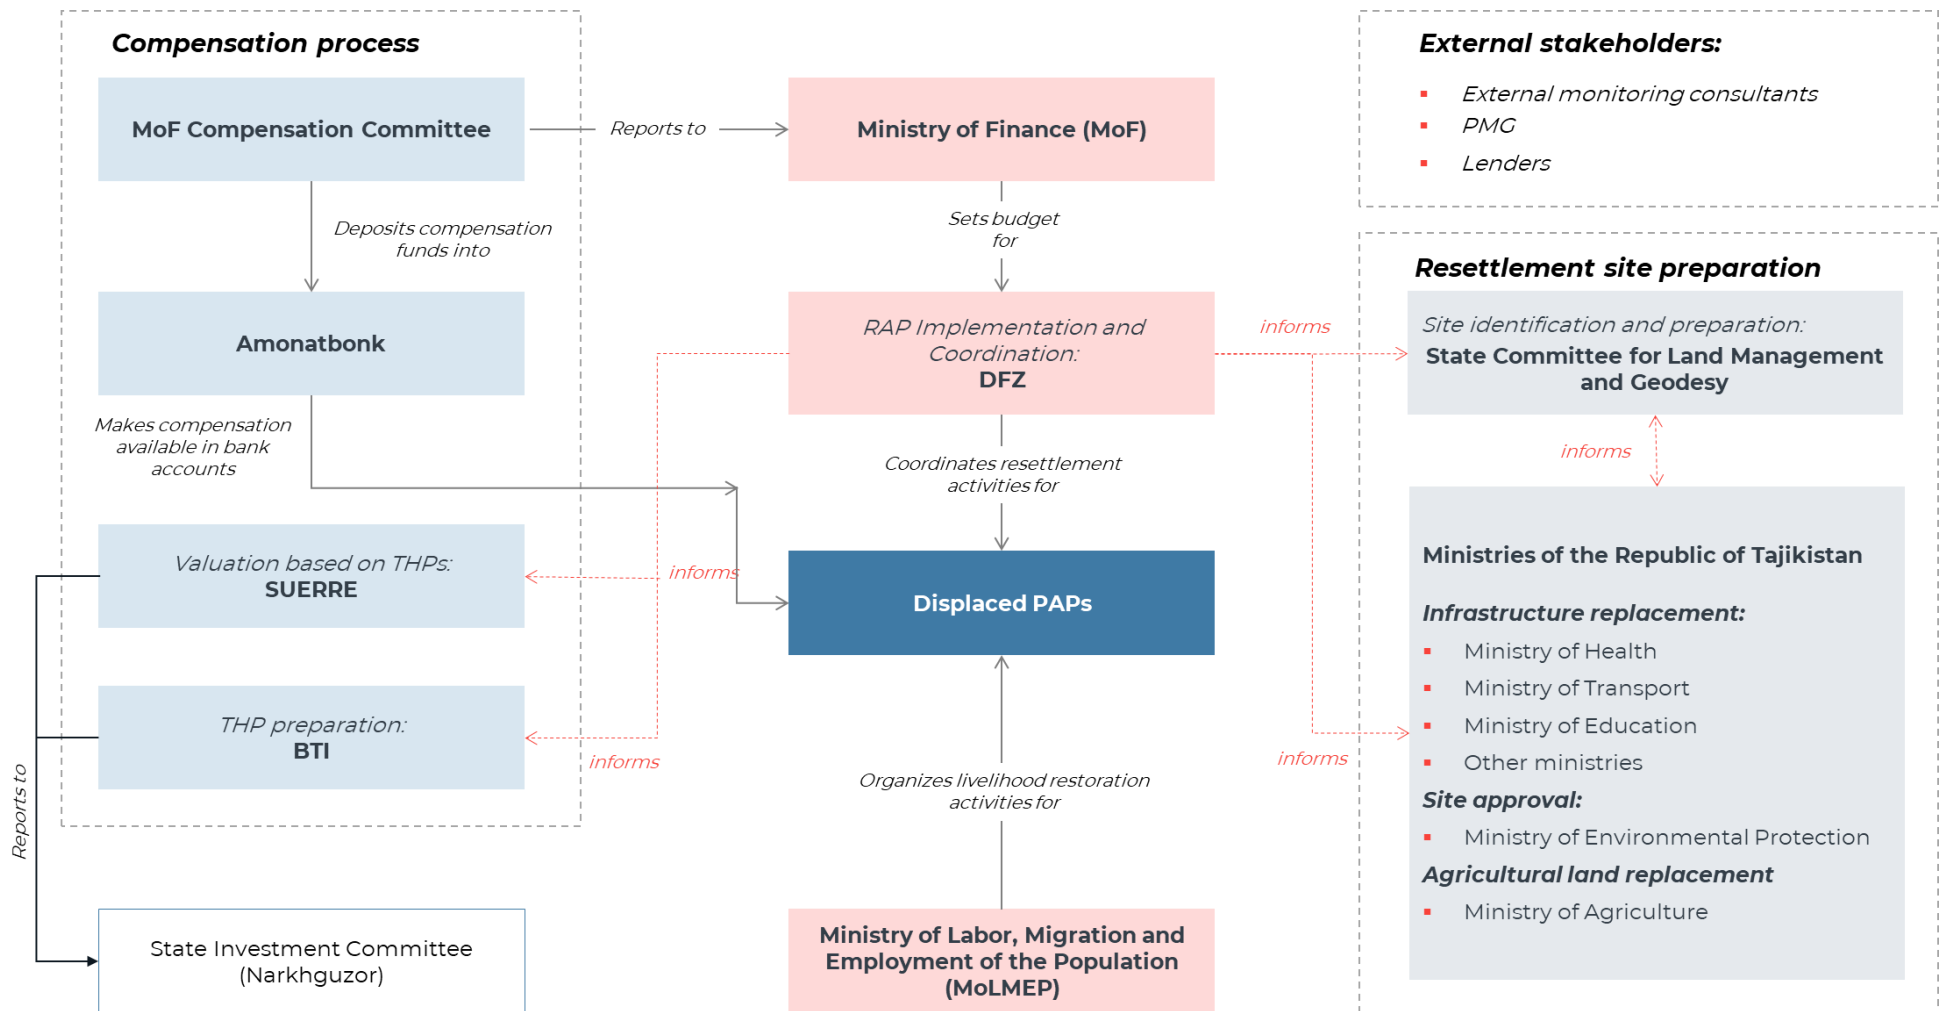 Compensation process
MoF Compensation Committee
Reports to
Ministry of Finance (MoF)
Deposits compensation
funds into
Sets budget
for
Amonatbonk
RAP Implementation and
Coordination:
DFZ
Makes compensation
available in bank
accounts
Coordinates resettlement
activities for
Valuation based on THPs:
SUERRE
informs
Displaced PAPs
THP preparation:
BTI
informs
Organizes livelihood restoration
activities for
Reports to
State Investment Committee
(Narkhguzor)
Ministry of Labor, Migration and
Employment of the Population
(MoLMEP)
External stakeholders:
External monitoring consultants
PMG
Lenders
Resettlement site preparation
informs
Site identification and preparation:
State Committee for Land Management
and Geodesy
informs
informs
Ministries of the Republic of Tajikistan
Infrastructure replacement:
Ministry of Health
Ministry of Transport
Ministry of Education
Other ministries
Site approval:
Ministry of Environmental Protection
Agricultural land replacement
Ministry of Agriculture